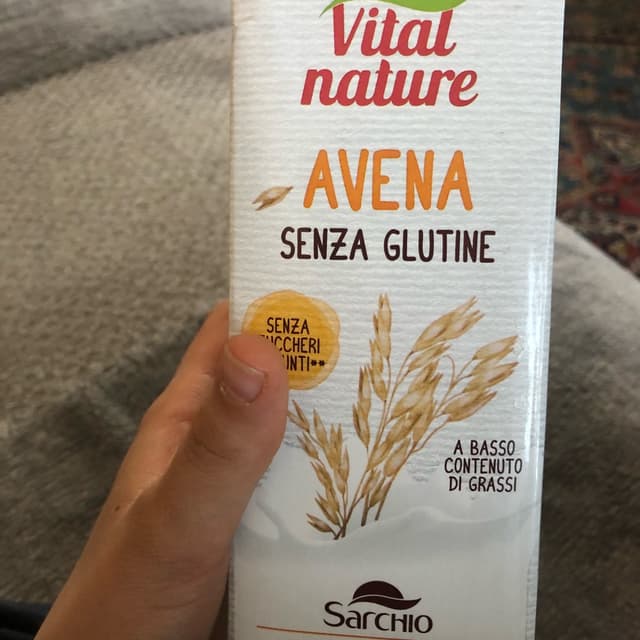 Vital
nature
AVENA
SENZA GLUTINE
SENZA
A BASSO
CONTENUTO
DI GRASSI
SARCHIO